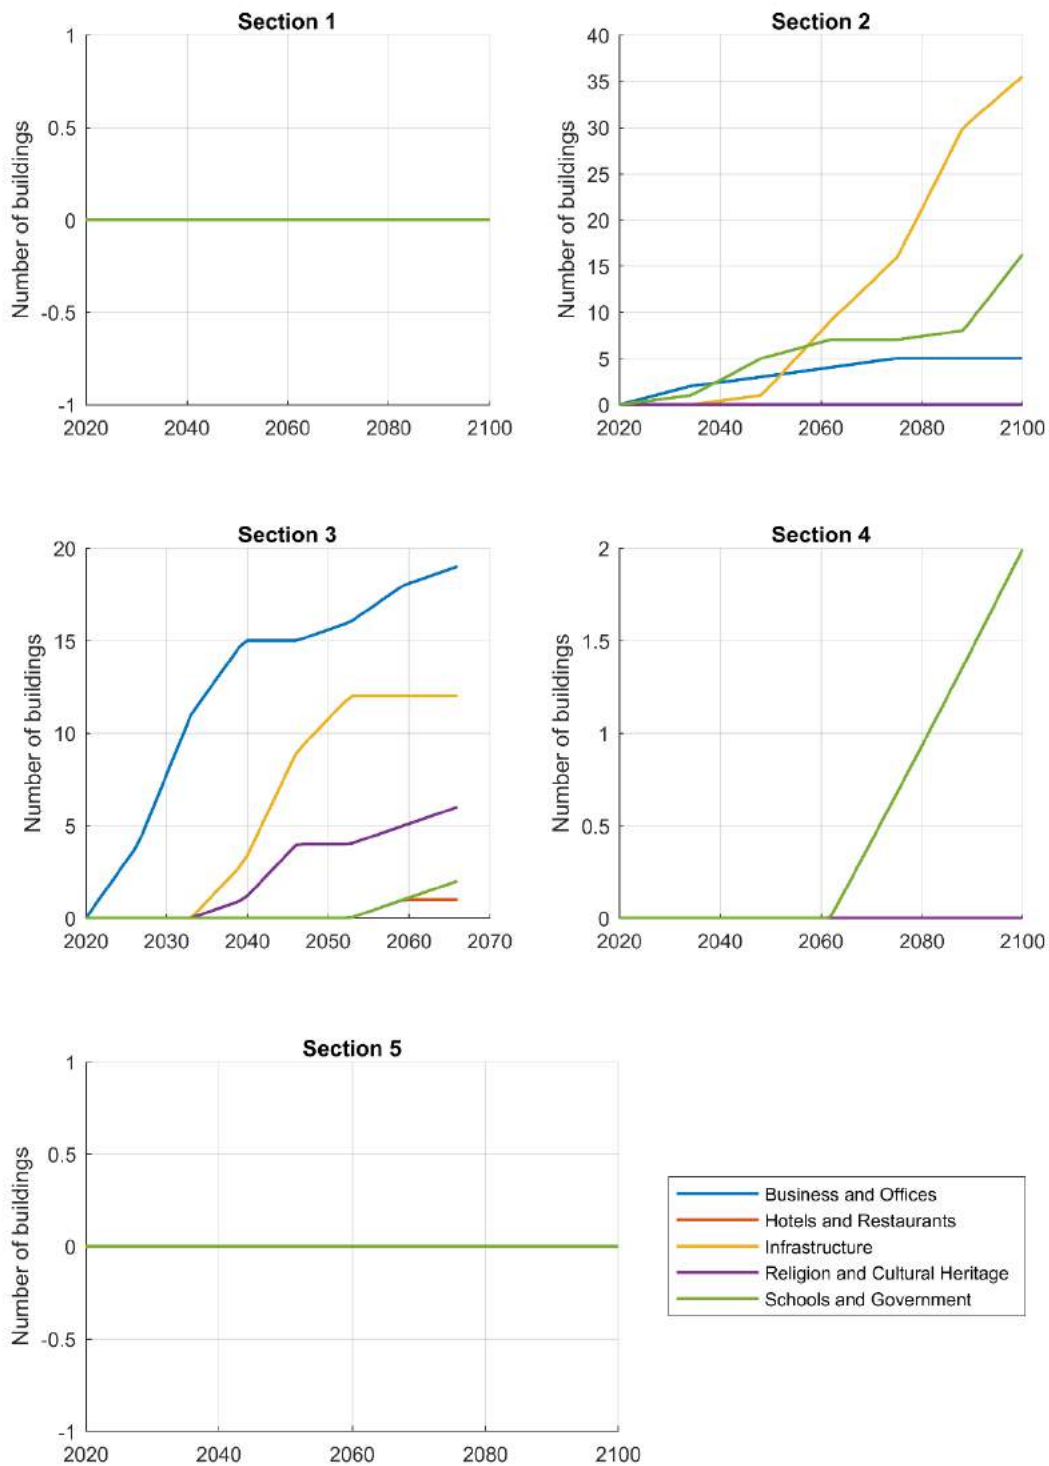 Section 1
Number of buildings
1
0.5
0
-0.5
-1
2020 2040 2060 2080 2100
Section 2
Number of buildings
40
35
30
25
20
15
10
5
0
2020 2040 2060 2080 2100
Section 3
Number of buildings
20
15
10
5
0
2020 2030 2040 2050 2060 2070
Section 4
Number of buildings
2
1.5
1
0.5
0
2020 2040 2060 2080 2100
Section 5
Number of buildings
1
0.5
0
-0.5
-1
2020 2040 2060 2080 2100
Business and Offices
Hotels and Restaurants
Infrastructure
Religion and Cultural Heritage
Schools and Government